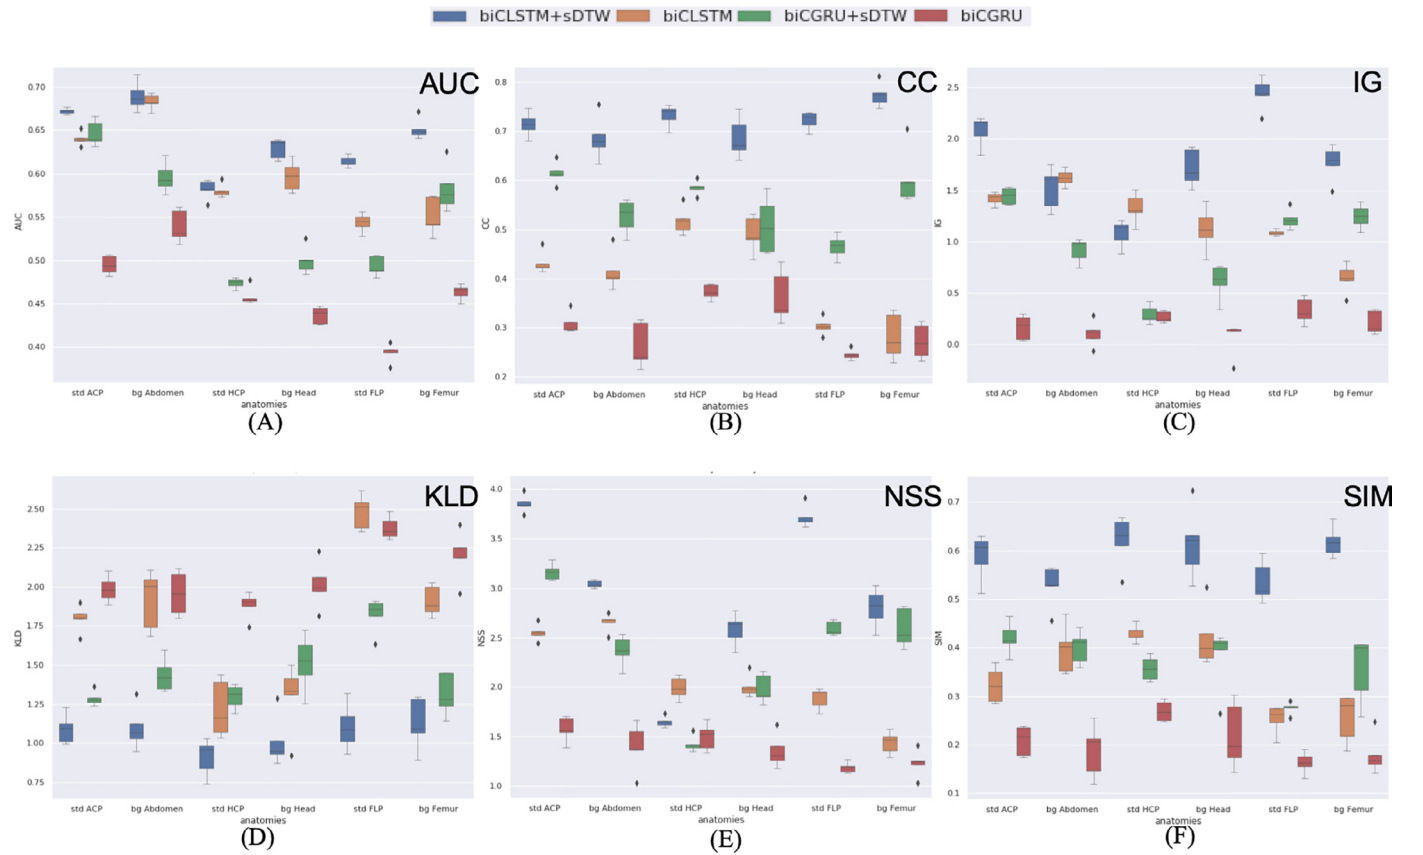 biCLSTM+sDTW biCLSTM biCGRU+sDTW biCGRU
AUC
0.70
0.65
0.60
0.55
0.50
0.45
0.40
AUC
std ACP bg Abdomen std HCP bg Head std FLP bg Femur
anatomies
(A)
CC
0.8
0.7
0.6
0.5
0.4
0.3
0.2
CC
std ACP bg Abdomen std HCP bg Head std FLP bg Femur
anatomies
(B)
IG
2.5
2.0
1.5
1.0
0.5
0.0
IG
std ACP bg Abdomen std HCP bg Head std FLP bg Femur
anatomies
(C)
KLD
2.50
2.25
2.00
1.75
1.50
1.25
1.00
0.75
KLD
std ACP bg Abdomen std HCP bg Head std FLP bg Femur
anatomies
(D)
NSS
4.0
3.5
3.0
2.5
2.0
1.5
1.0
NSS
std ACP bg Abdomen std HCP bg Head std FLP bg Femur
anatomies
(E)
SIM
0.7
0.6
0.5
0.4
0.3
0.2
0.1
SIM
std ACP bg Abdomen std HCP bg Head std FLP bg Femur
anatomies
(F)